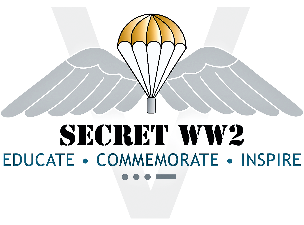 SECRET WW2
EDUCATE • COMMEMORATE • INSPIRE